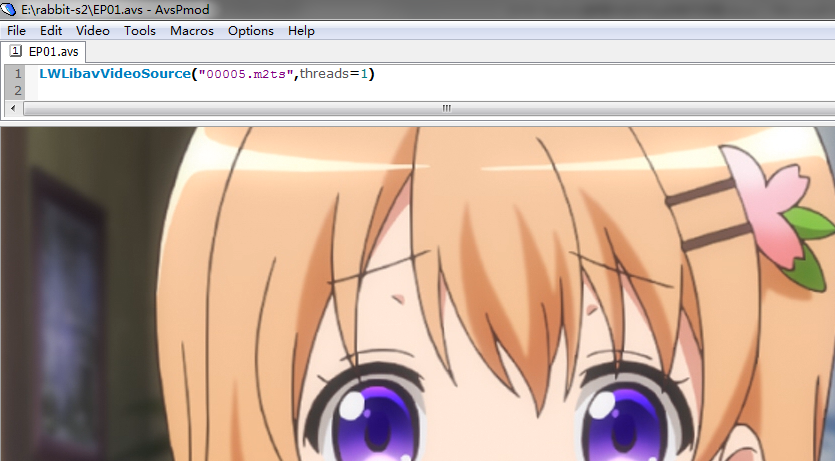 E:\rabbit-s2\EP01.avs - AvsPmod
File Edit Video Tools Macros Options Help
1 EP01.avs
1 LWLibavVideoSource("00005.m2ts",threads=1)
2